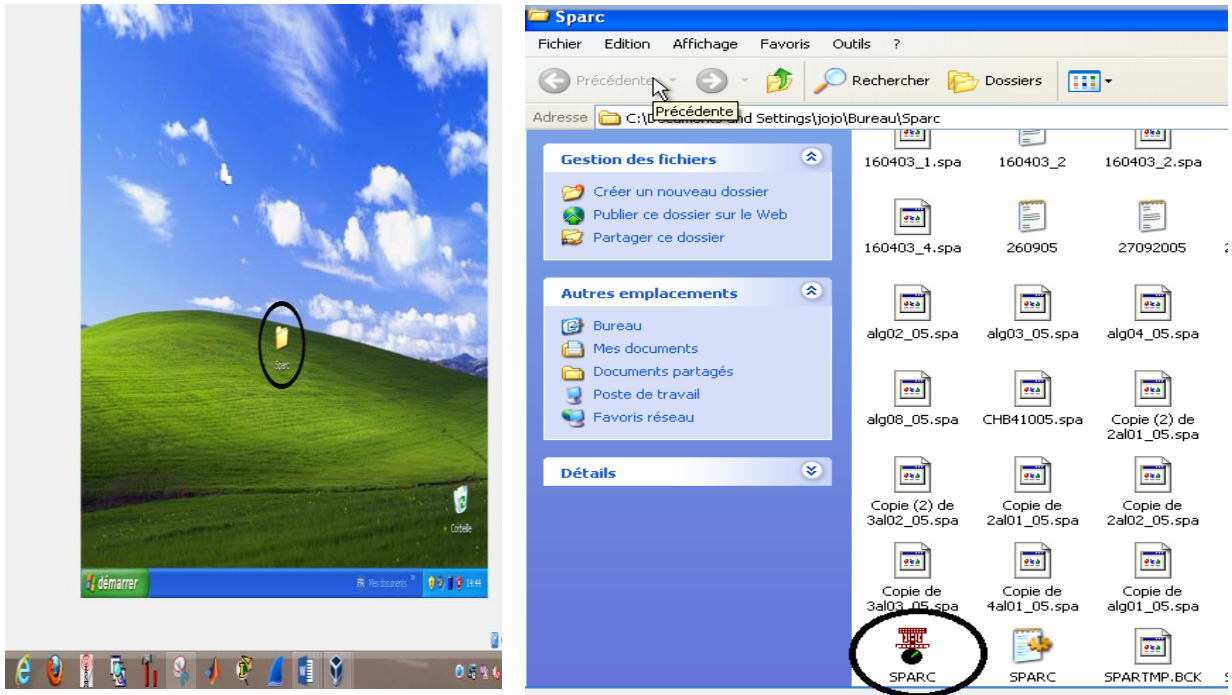 Sparc
Corbeille
démarrer
FR Mes documents »
14:44
Sparc
Fichier Edition Affichage Favoris Outils ?
Précédente Rechercher Dossiers
Précédente
Adresse C:\Documents and Settings\jojo\Bureau\Sparc
Gestion des fichiers
Créer un nouveau dossier
Publier ce dossier sur le Web
Partager ce dossier
Autres emplacements
Bureau
Mes documents
Documents partagés
Poste de travail
Favoris réseau
Détails
160403_1.spa 160403_2 160403_2.spa
160403_4.spa 260905 27092005
alg02_05.spa alg03_05.spa alg04_05.spa
alg08_05.spa CHB41005.spa Copie (2) de
2al01_05.spa
Copie (2) de Copie de Copie de
3al02_05.spa 2al01_05.spa 2al02_05.spa
Copie de Copie de Copie de
3al03_05.spa 4al01_05.spa alg01_05.spa
SPARC SPARC SPARTMP.BCK